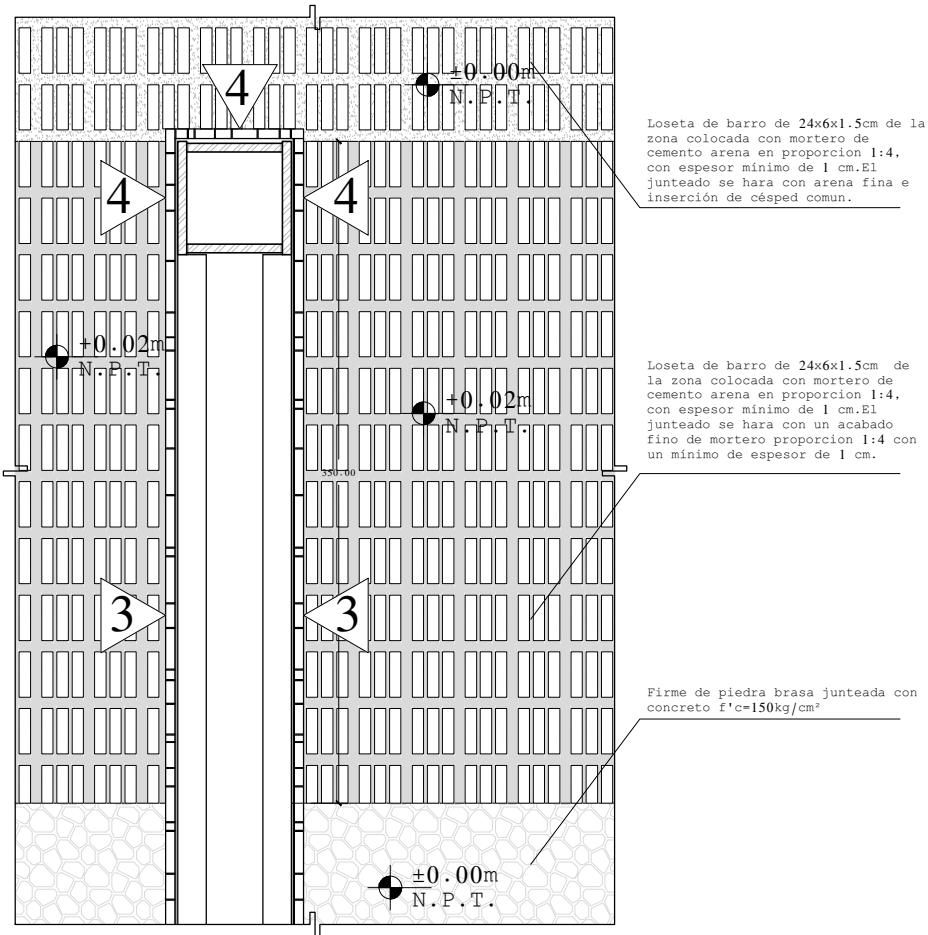 ±0.00m
N.P.T.
4
4
4
+0.02m
N.P.T.
+0.02m
N.P.T.
350.00
3
3
±0.00m
N.P.T.
Loseta de barro de 24x6x1.5cm de la
zona colocada con mortero de
cemento arena en proporcion 1:4,
con espesor mínimo de 1 cm.El
junteado se hara con arena fina e
inserción de césped comun.
Loseta de barro de 24x6x1.5cm de
la zona colocada con mortero de
cemento arena en proporcion 1:4,
con espesor mínimo de 1 cm.El
junteado se hara con un acabado
fino de mortero proporcion 1:4 con
un mínimo de espesor de 1 cm.
Firme de piedra brasa junteada con
concreto f'c=150kg/cm²